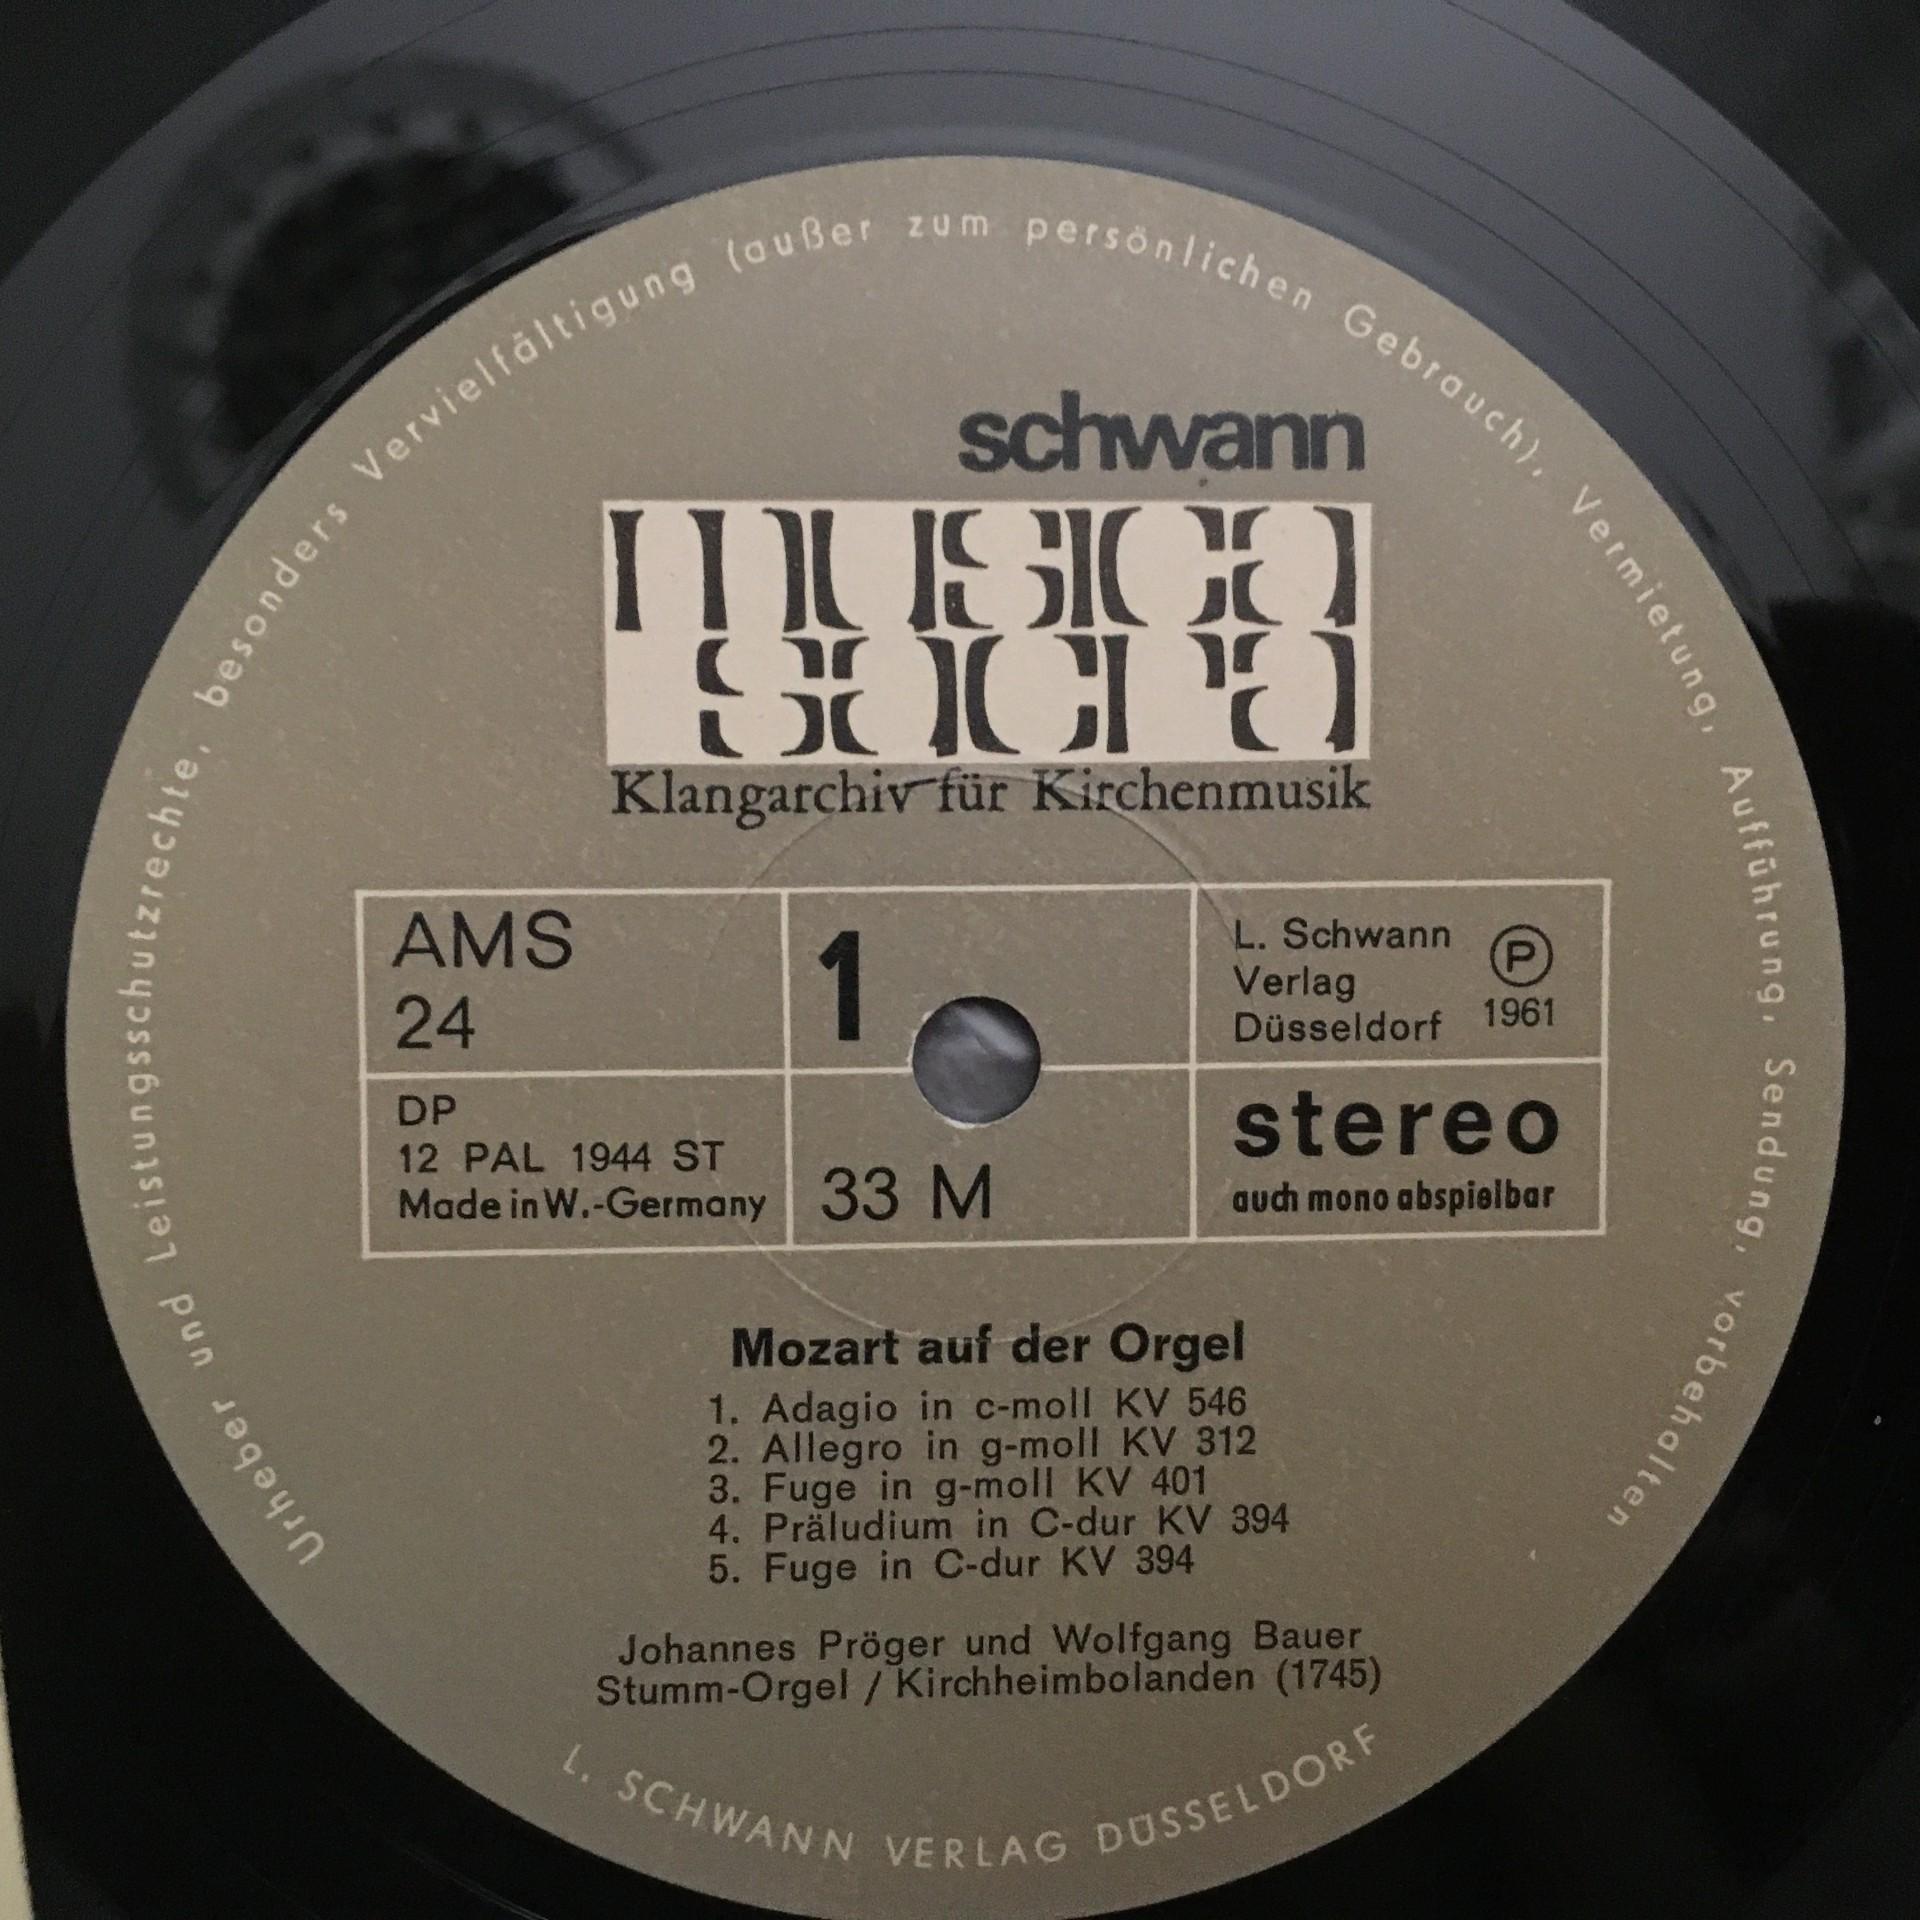 Urheber und Leistungsschutzrechte, besonders Vervielfältigung (außer zum persönlichen Gebrauch), Vermietung, Aufführung, Sendung, vorbehalten
schwann
musica
sacra
Klangarchiv für Kirchenmusik
AMS
24
1
L. Schwann
Verlag
Düsseldorf
Ⓟ
1961
DP
12 PAL 1944 ST
Made in W.-Germany
33 M
stereo
auch mono abspielbar
Mozart auf der Orgel
1. Adagio in c-moll KV 546
2. Allegro in g-moll KV 312
3. Fuge in g-moll KV 401
4. Präludium in C-dur KV 394
5. Fuge in C-dur KV 394
Johannes Pröger und Wolfgang Bauer
Stumm-Orgel / Kirchheimbolanden (1745)
L. SCHWANN VERLAG DÜSSELDORF